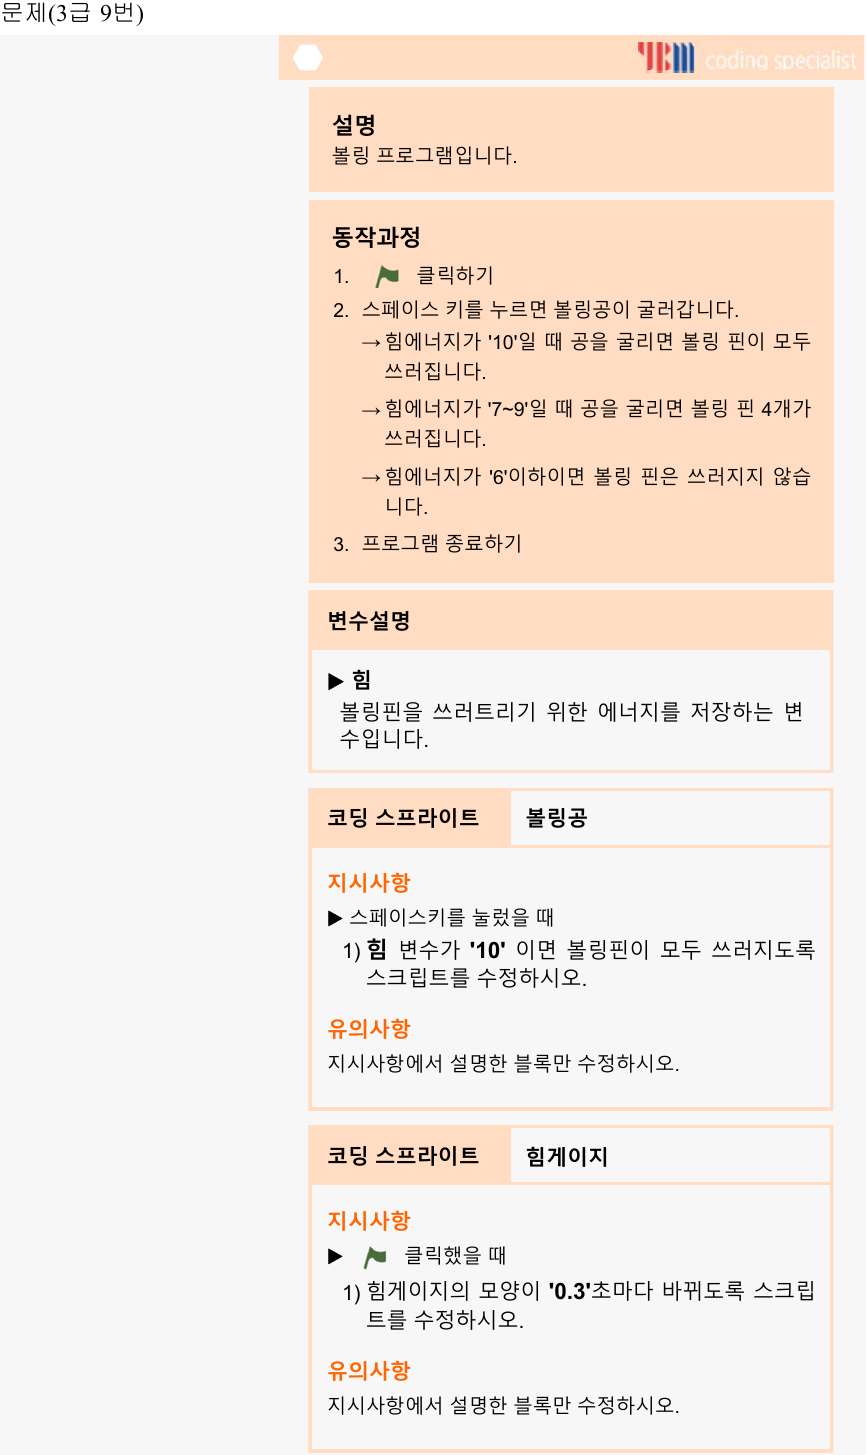 문제(3급 9번)
YBM coding specialist
설명
볼링 프로그램입니다.
동작과정
1. 클릭하기
2. 스페이스 키를 누르면 볼링공이 굴러갑니다.
→힘에너지가 '10'일 때 공을 굴리면 볼링 핀이 모두
쓰러집니다.
→힘에너지가 '7~9'일 때 공을 굴리면 볼링 핀 4개가
쓰러집니다.
→힘에너지가 '6'이하이면 볼링 핀은 쓰러지지 않습
니다.
3. 프로그램 종료하기
변수설명
▶ 힘
볼링핀을 쓰러트리기 위한 에너지를 저장하는 변
수입니다.
코딩 스프라이트 볼링공
지시사항
▶ 스페이스키를 눌렀을 때
1) 힘 변수가 '10' 이면 볼링핀이 모두 쓰러지도록
스크립트를 수정하시오.
유의사항
지시사항에서 설명한 블록만 수정하시오.
코딩 스프라이트 힘게이지
지시사항
▶ 클릭했을 때
1) 힘게이지의 모양이 '0.3'초마다 바뀌도록 스크립
트를 수정하시오.
유의사항
지시사항에서 설명한 블록만 수정하시오.